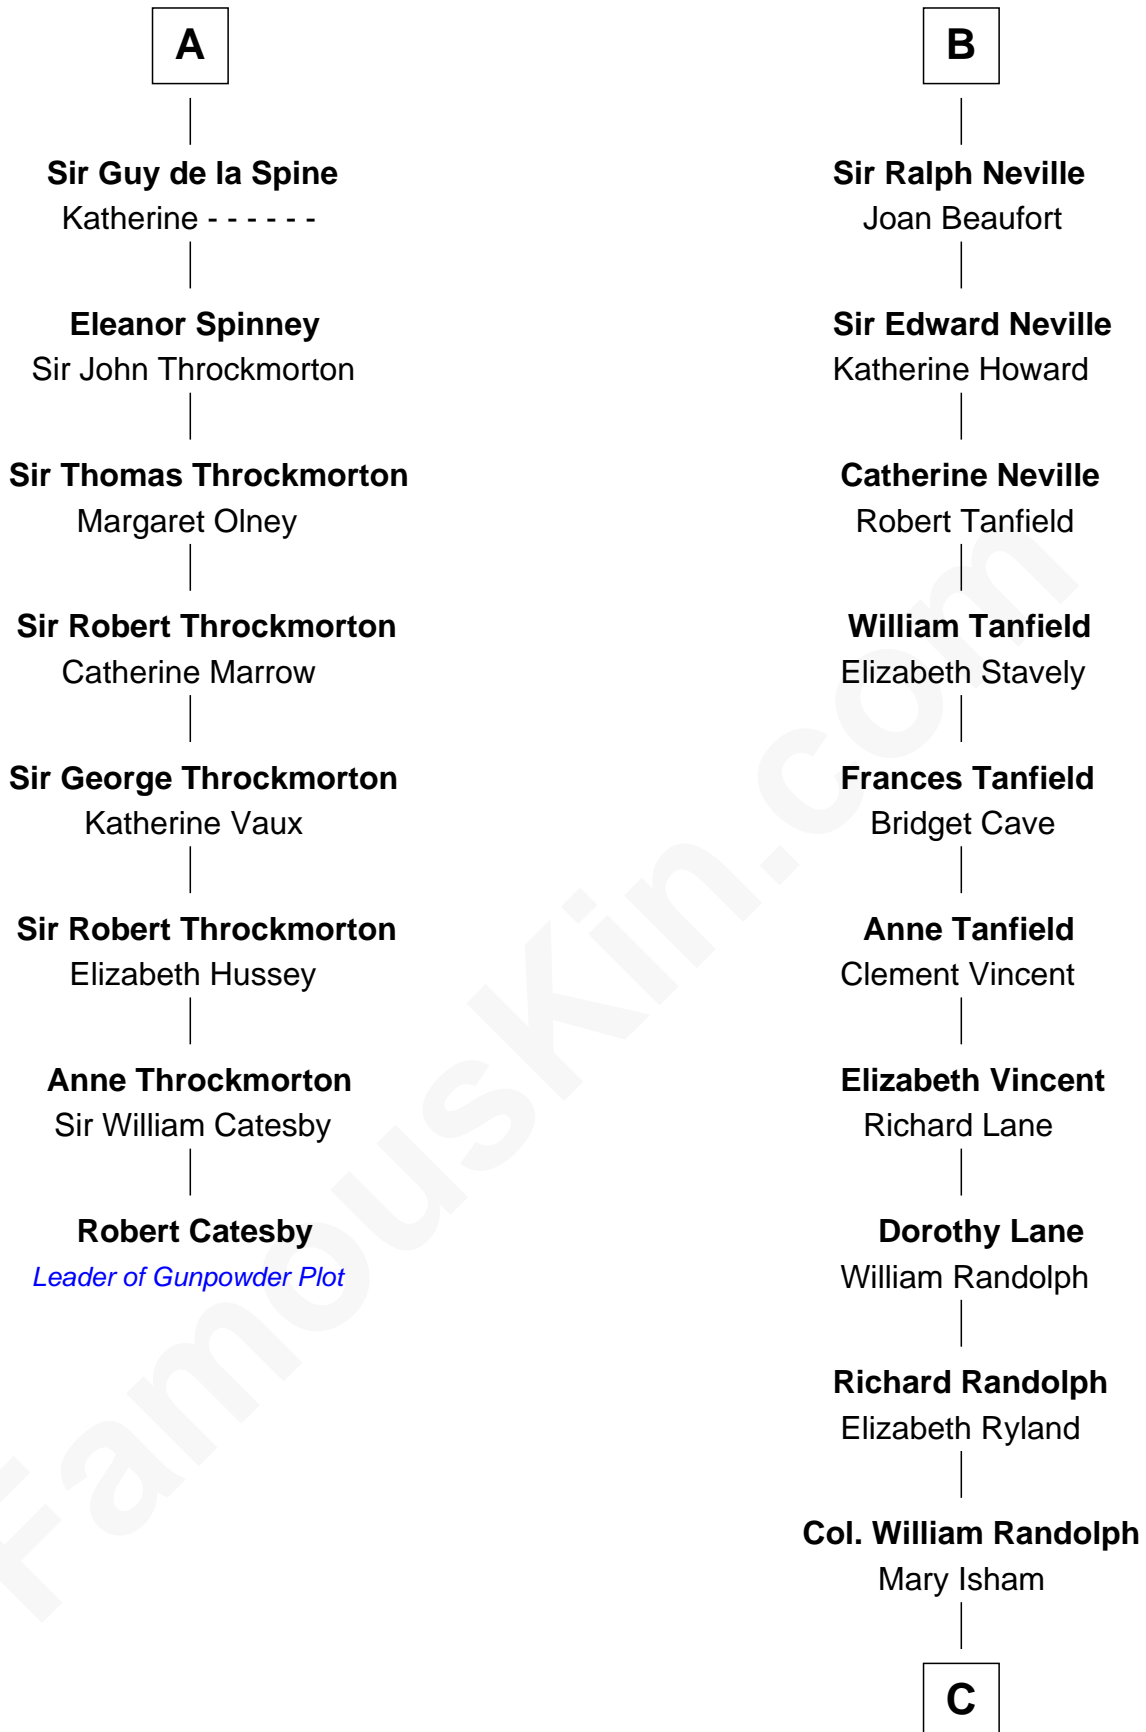 A
Sir Guy de la Spine
Katherine - - - - - -
Eleanor Spinney
Sir John Throckmorton
Sir Thomas Throckmorton
Margaret Olney
Sir Robert Throckmorton
Catherine Marrow
Sir George Throckmorton
Katherine Vaux
Sir Robert Throckmorton
Elizabeth Hussey
Anne Throckmorton
Sir William Catesby
Robert Catesby
Leader of Gunpowder Plot
B
Sir Ralph Neville
Joan Beaufort
Sir Edward Neville
Katherine Howard
Catherine Neville
Robert Tanfield
William Tanfield
Elizabeth Stavely
Frances Tanfield
Bridget Cave
Anne Tanfield
Clement Vincent
Elizabeth Vincent
Richard Lane
Dorothy Lane
William Randolph
Richard Randolph
Elizabeth Ryland
Col. William Randolph
Mary Isham
C
FamousKin.com